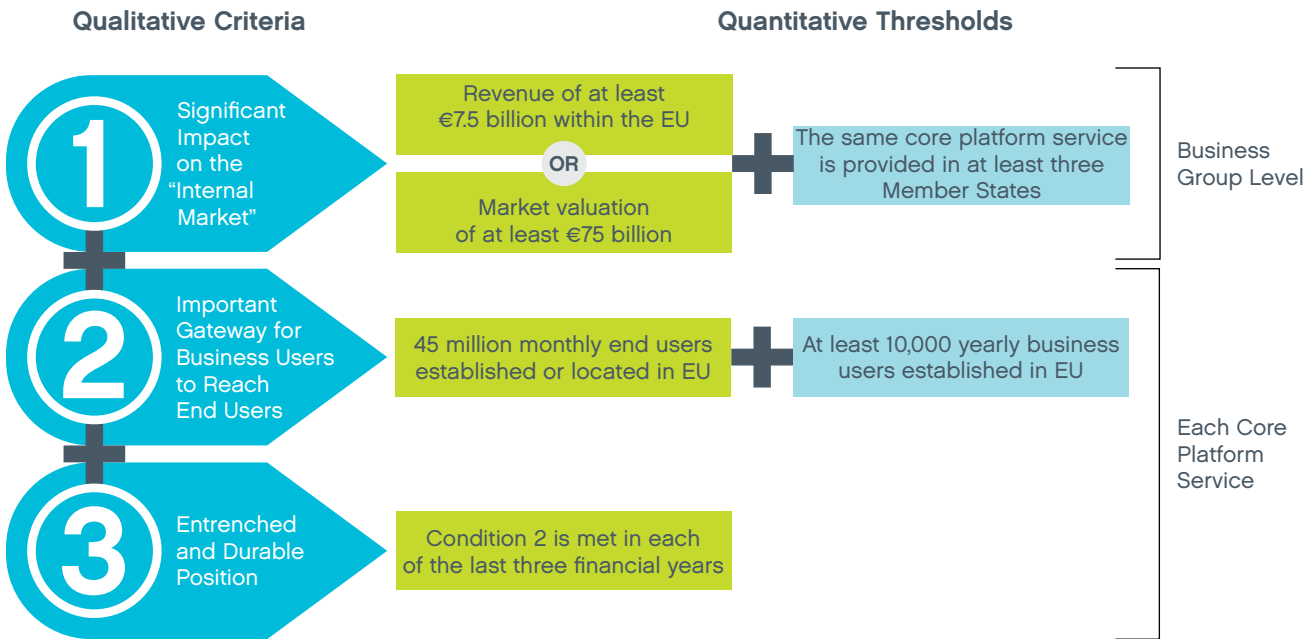 Qualitative Criteria
Quantitative Thresholds
1
Significant
Impact
on the
“Internal
Market”
Revenue of at least
€7.5 billion within the EU
OR
Market valuation
of at least €75 billion
The same core platform service
is provided in at least three
Member States
Business
Group Level
2
Important
Gateway for
Business Users
to Reach
End Users
45 million monthly end users
established or located in EU
At least 10,000 yearly business
users established in EU
Each Core
Platform
Service
3
Entrenched
and Durable
Position
Condition 2 is met in each
of the last three financial years